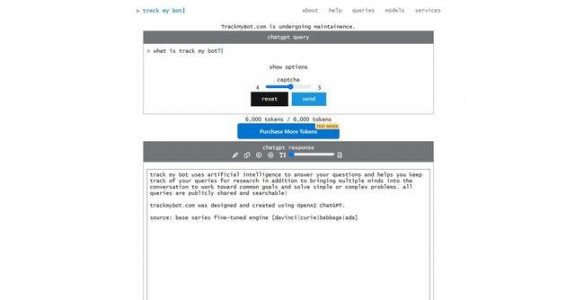 > track my bot
about help queries models services
TrackMyBot.com is undergoing maintainence.
chatgpt query
> what is track my bot?
show options
captcha
4 5
reset send
6,000 tokens / 6,000 tokens
TEST MODE
Purchase More Tokens
chatgpt response
track my bot uses artificial intelligence to answer your questions and helps you keep
track of your queries for research in addition to bringing multiple minds into the
conversation to work toward common goals and solve simple or complex problems. all
queries are publicly shared and searchable!
trackmybot.com was designed and created using OpenAI ChatGPT.
source: base series fine-tuned engine [davinci|curie|babbage|ada]